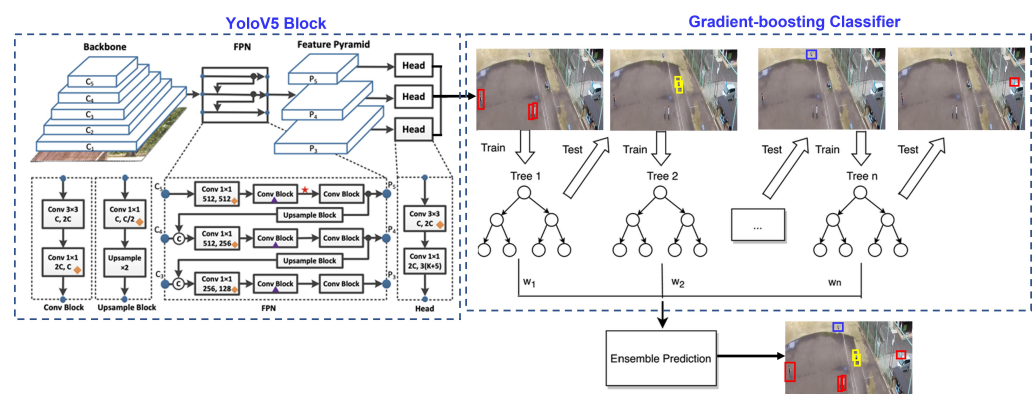 YoloV5 Block
Gradient-boosting Classifier
Backbone
FPN
Feature Pyramid
C5
C4
C3
C2
C1
P5
P4
P3
Head
Head
Head
Train
Test
Test
Train
Test
Tree 1
Tree 2
Tree n
...
w1
w2
wn
Ensemble Prediction
Conv 3×3
C, 2C
Conv 1×1
2C, C
Conv Block
Conv 1×1
C, C/2
Upsample
×2
Upsample Block
C5
Conv 1×1
512, 512
Conv Block
Conv Block
P5
Upsample Block
C4
C
Conv 1×1
512, 256
Conv Block
Conv Block
P4
Upsample Block
C3
C
Conv 1×1
256, 128
Conv Block
Conv Block
P3
FPN
Conv 3×3
C, 2C
Conv 1×1
2C, 3(K+5)
Head